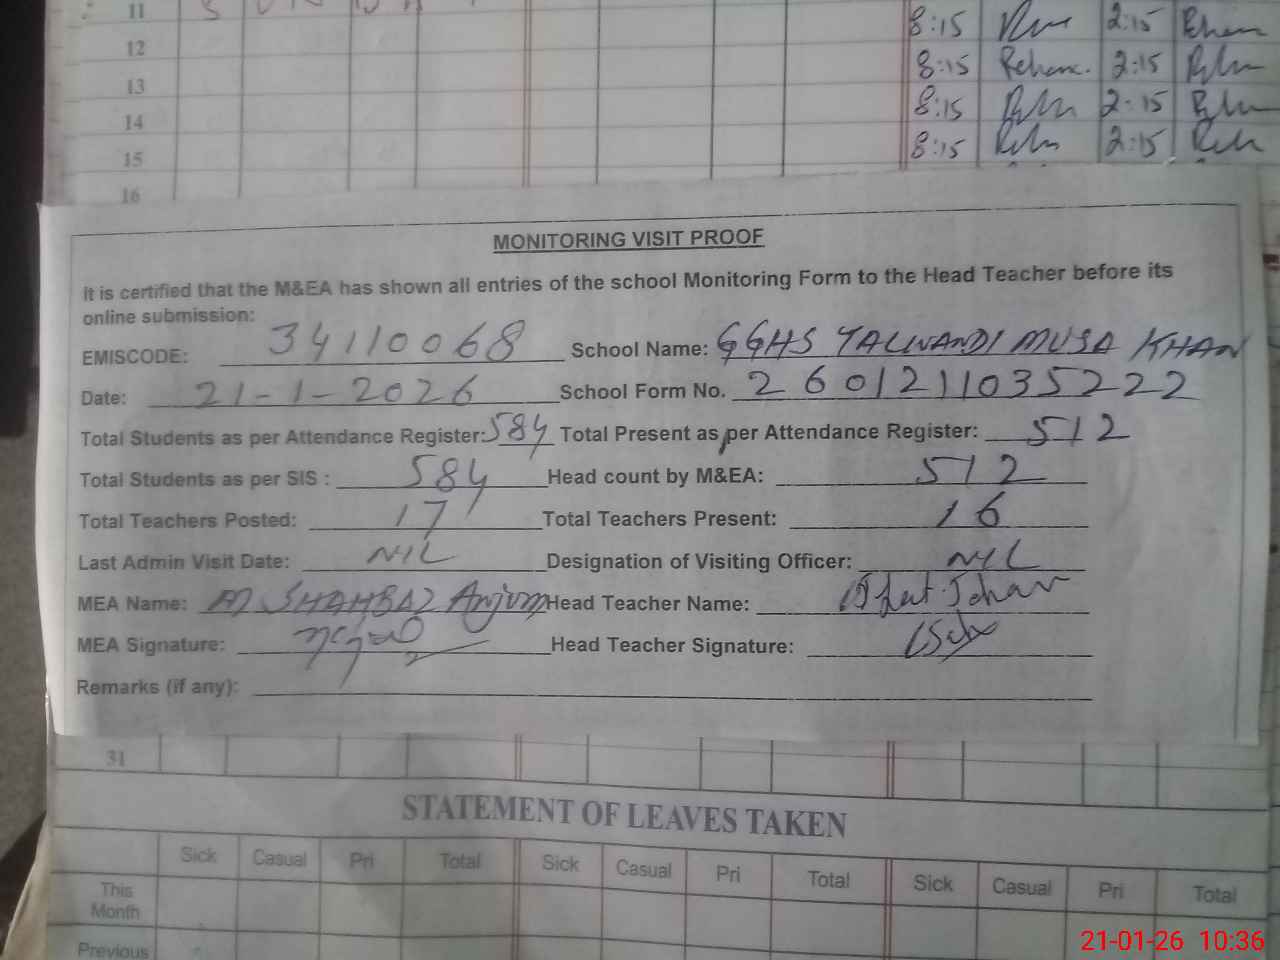 11
8:15 2:15
12
8:15 Rehan. 2:15
13
8:15 2:15
14
8:15 2:15
15
16
MONITORING VISIT PROOF
It is certified that the M&EA has shown all entries of the school Monitoring Form to the Head Teacher before its
online submission:
EMISCODE: 34110068 School Name: GGHS TALWANDI MUSA KHAN
Date: 21-1-2026 School Form No. 2601211035222
Total Students as per Attendance Register: 584 Total Present as per Attendance Register: 512
Total Students as per SIS : 584 Head count by M&EA: 512
Total Teachers Posted: 17 Total Teachers Present: 16
Last Admin Visit Date: NIL Designation of Visiting Officer: NIL
MEA Name: M SHAHBAZ Anjum Head Teacher Name: Iffat Jehan
MEA Signature: Head Teacher Signature:
Remarks (if any):
31
STATEMENT OF LEAVES TAKEN
Sick Casual Pri Total Sick Casual Pri Total Sick Casual Pri Total
This
Month
Previous
21-01-26 10:36